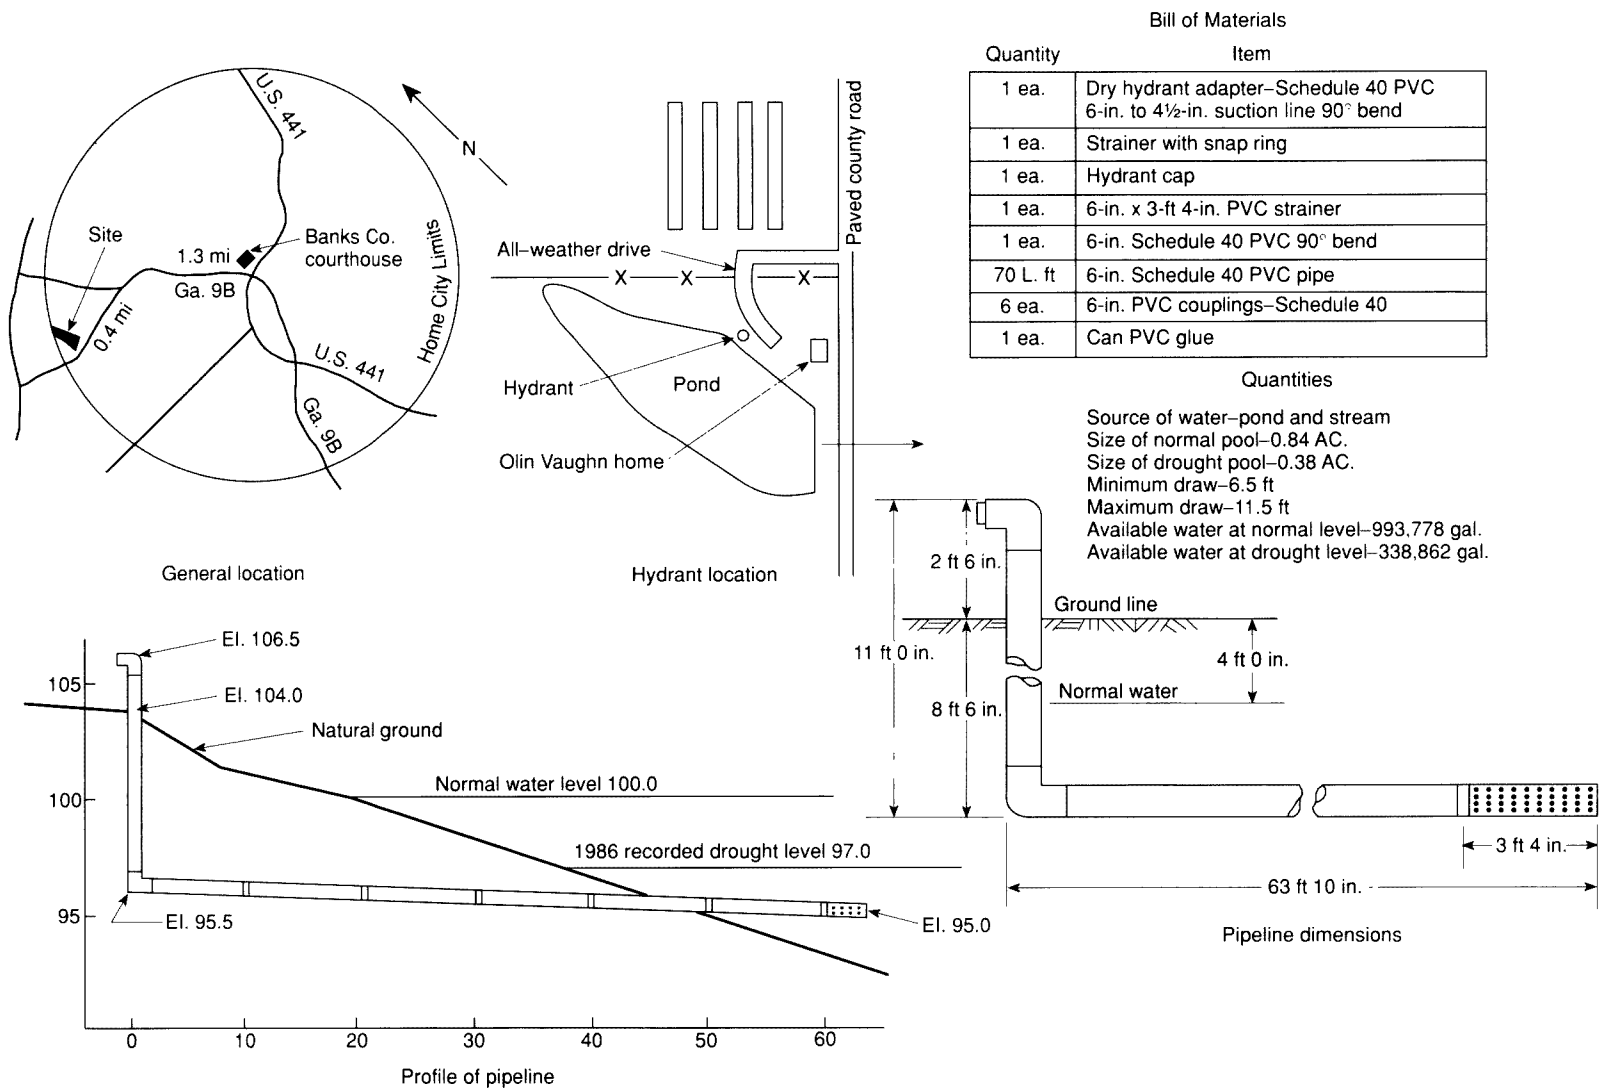 U.S. 441
N
Site
1.3 mi
Banks Co.
courthouse
Ga. 9B
0.4 mi
Home City Limits
U.S. 441
Ga. 9B
General location
Paved county road
All–weather drive
X X X
Hydrant
Pond
Olin Vaughn home
Hydrant location
Bill of Materials
Quantity Item
1 ea. Dry hydrant adapter–Schedule 40 PVC
6-in. to 4½-in. suction line 90° bend
1 ea. Strainer with snap ring
1 ea. Hydrant cap
1 ea. 6-in. x 3-ft 4-in. PVC strainer
1 ea. 6-in. Schedule 40 PVC 90° bend
70 L. ft 6-in. Schedule 40 PVC pipe
6 ea. 6-in. PVC couplings–Schedule 40
1 ea. Can PVC glue
Quantities
Source of water–pond and stream
Size of normal pool–0.84 AC.
Size of drought pool–0.38 AC.
Minimum draw–6.5 ft
Maximum draw–11.5 ft
Available water at normal level–993,778 gal.
Available water at drought level–338,862 gal.
El. 106.5
105
El. 104.0
Natural ground
Normal water level 100.0
100
1986 recorded drought level 97.0
95
El. 95.5
El. 95.0
0 10 20 30 40 50 60
Profile of pipeline
2 ft 6 in.
Ground line
11 ft 0 in.
4 ft 0 in.
Normal water
8 ft 6 in.
3 ft 4 in.
63 ft 10 in.
Pipeline dimensions